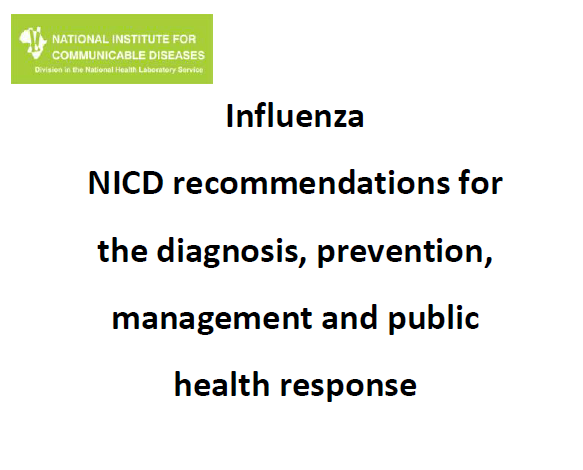 NATIONAL INSTITUTE FOR
COMMUNICABLE DISEASES
Division in the National Health Laboratory Service
Influenza
NICD recommendations for
the diagnosis, prevention,
management and public
health response